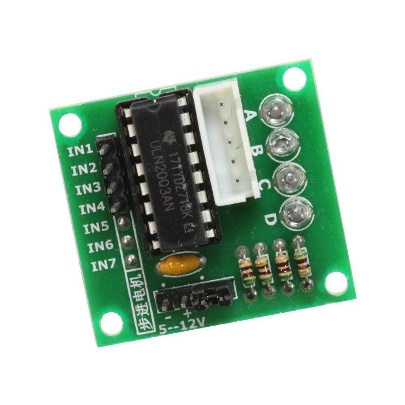 IN1
IN2
IN3
IN4
IN5
IN6
IN7
ULN2003AN
A
B
C
D
步进电机
- +
5--12V